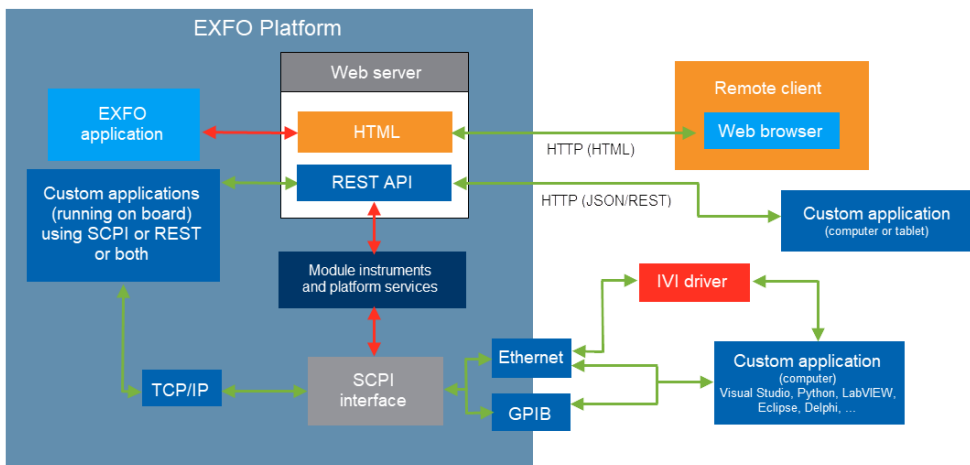 EXFO Platform
Web server
EXFO
application
HTML
Remote client
Web browser
HTTP (HTML)
Custom applications
(running on board)
using SCPI or REST
or both
REST API
HTTP (JSON/REST)
Custom application
(computer or tablet)
Module instruments
and platform services
IVI driver
Ethernet
TCP/IP
SCPI
interface
GPIB
Custom application
(computer)
Visual Studio, Python, LabVIEW,
Eclipse, Delphi, ...